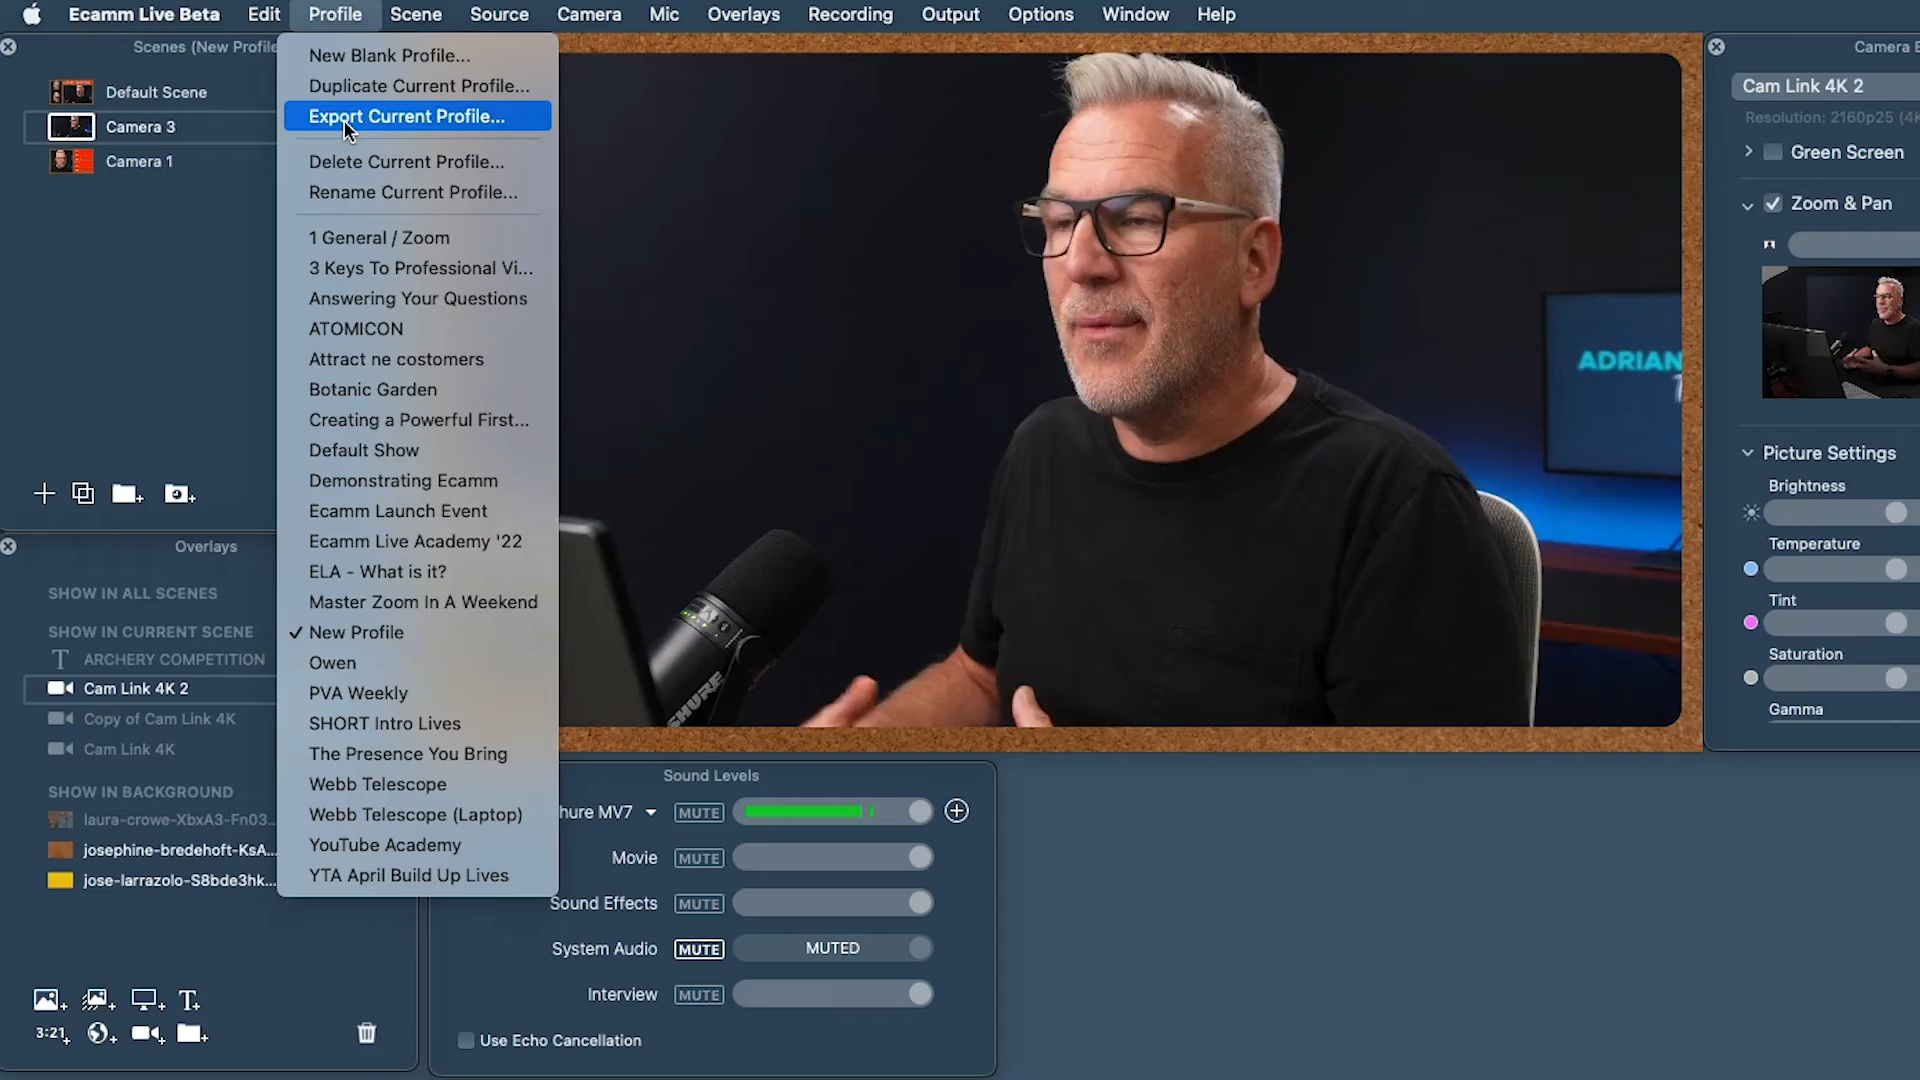 Ecamm Live Beta Edit Profile Scene Source Camera Mic Overlays Recording Output Options Window Help
Scenes (New Profile
Default Scene
Camera 3
Camera 1
New Blank Profile...
Duplicate Current Profile...
Export Current Profile...
Delete Current Profile...
Rename Current Profile...
1 General / Zoom
3 Keys To Professional Vi...
Answering Your Questions
ATOMICON
Attract ne costomers
Botanic Garden
Creating a Powerful First...
Default Show
Demonstrating Ecamm
Ecamm Launch Event
Ecamm Live Academy '22
ELA - What is it?
Master Zoom In A Weekend
New Profile
Owen
PVA Weekly
SHORT Intro Lives
The Presence You Bring
Webb Telescope
Webb Telescope (Laptop)
YouTube Academy
YTA April Build Up Lives
Overlays
SHOW IN ALL SCENES
SHOW IN CURRENT SCENE
ARCHERY COMPETITION
Cam Link 4K 2
Copy of Cam Link 4K
Cam Link 4K
SHOW IN BACKGROUND
laura-crowe-XbxA3-Fn03...
josephine-bredehoft-KsA...
jose-larrazolo-S8bde3hk...
3:21
ADRIAN
SHURE
Sound Levels
hure MV7 MUTE
Movie MUTE
Sound Effects MUTE
System Audio MUTE MUTED
Interview MUTE
Use Echo Cancellation
Camera E
Cam Link 4K 2
Resolution: 2160p25 (4K
Green Screen
Zoom & Pan
Picture Settings
Brightness
Temperature
Tint
Saturation
Gamma